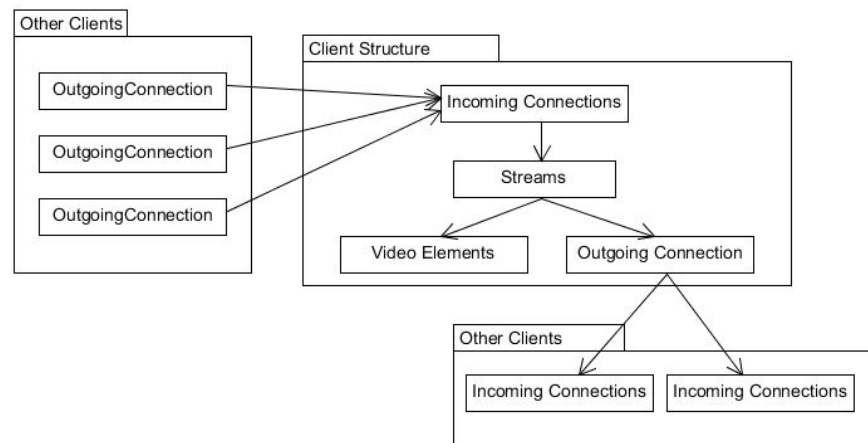 Other Clients
OutgoingConnection
OutgoingConnection
OutgoingConnection
Client Structure
Incoming Connections
Streams
Video Elements
Outgoing Connection
Other Clients
Incoming Connections
Incoming Connections